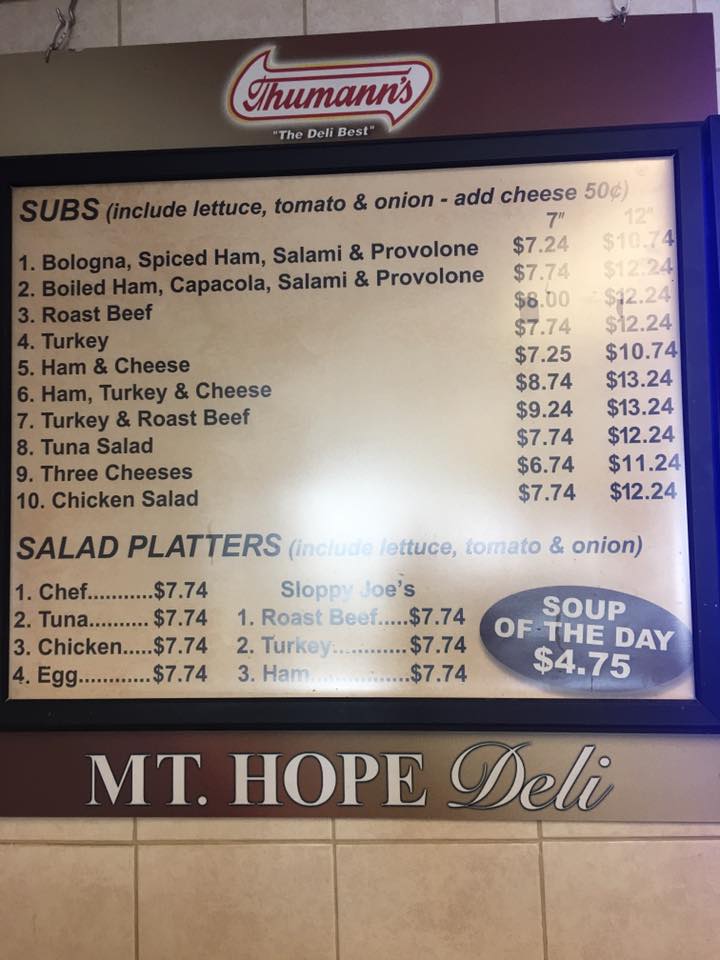 Thumann's
"The Deli Best"
SUBS (include lettuce, tomato & onion - add cheese 50¢)
7" 12"
1. Bologna, Spiced Ham, Salami & Provolone $7.24 $10.74
2. Boiled Ham, Capacola, Salami & Provolone $7.74 $12.24
3. Roast Beef $8.00 $12.24
4. Turkey $7.74 $12.24
5. Ham & Cheese $7.25 $10.74
6. Ham, Turkey & Cheese $8.74 $13.24
7. Turkey & Roast Beef $9.24 $13.24
8. Tuna Salad $7.74 $12.24
9. Three Cheeses $6.74 $11.24
10. Chicken Salad $7.74 $12.24
SALAD PLATTERS (include lettuce, tomato & onion)
1. Chef...........$7.74
2. Tuna.......... $7.74
3. Chicken.....$7.74
4. Egg............$7.74
Sloppy Joe's
1. Roast Beef.....$7.74
2. Turkey............. $7.74
3. Ham................$7.74
SOUP
OF THE DAY
$4.75
MT. HOPE Deli